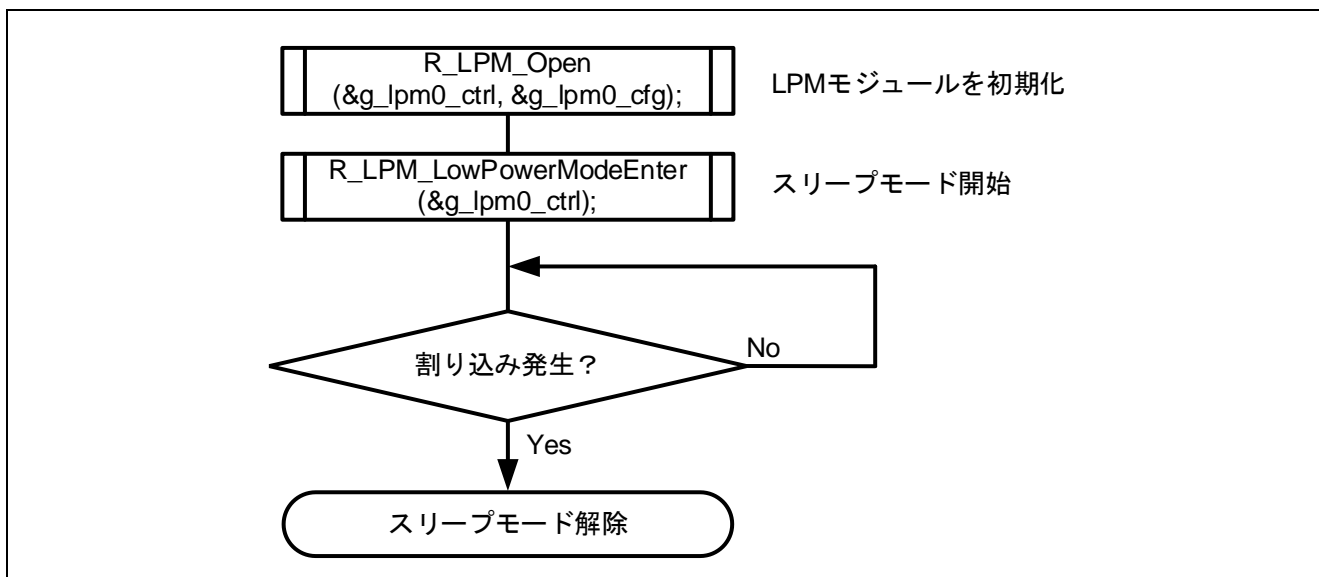 R_LPM_Open
(&g_lpm0_ctrl, &g_lpm0_cfg);
LPMモジュールを初期化
R_LPM_LowPowerModeEnter
(&g_lpm0_ctrl);
スリープモード開始
割り込み発生？
No
Yes
スリープモード解除